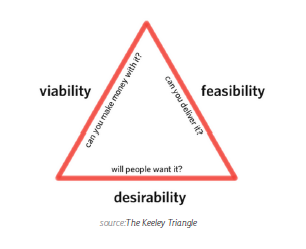 viability
feasibility
can you make money with it?
can you deliver it?
will people want it?
desirability
source:The Keeley Triangle